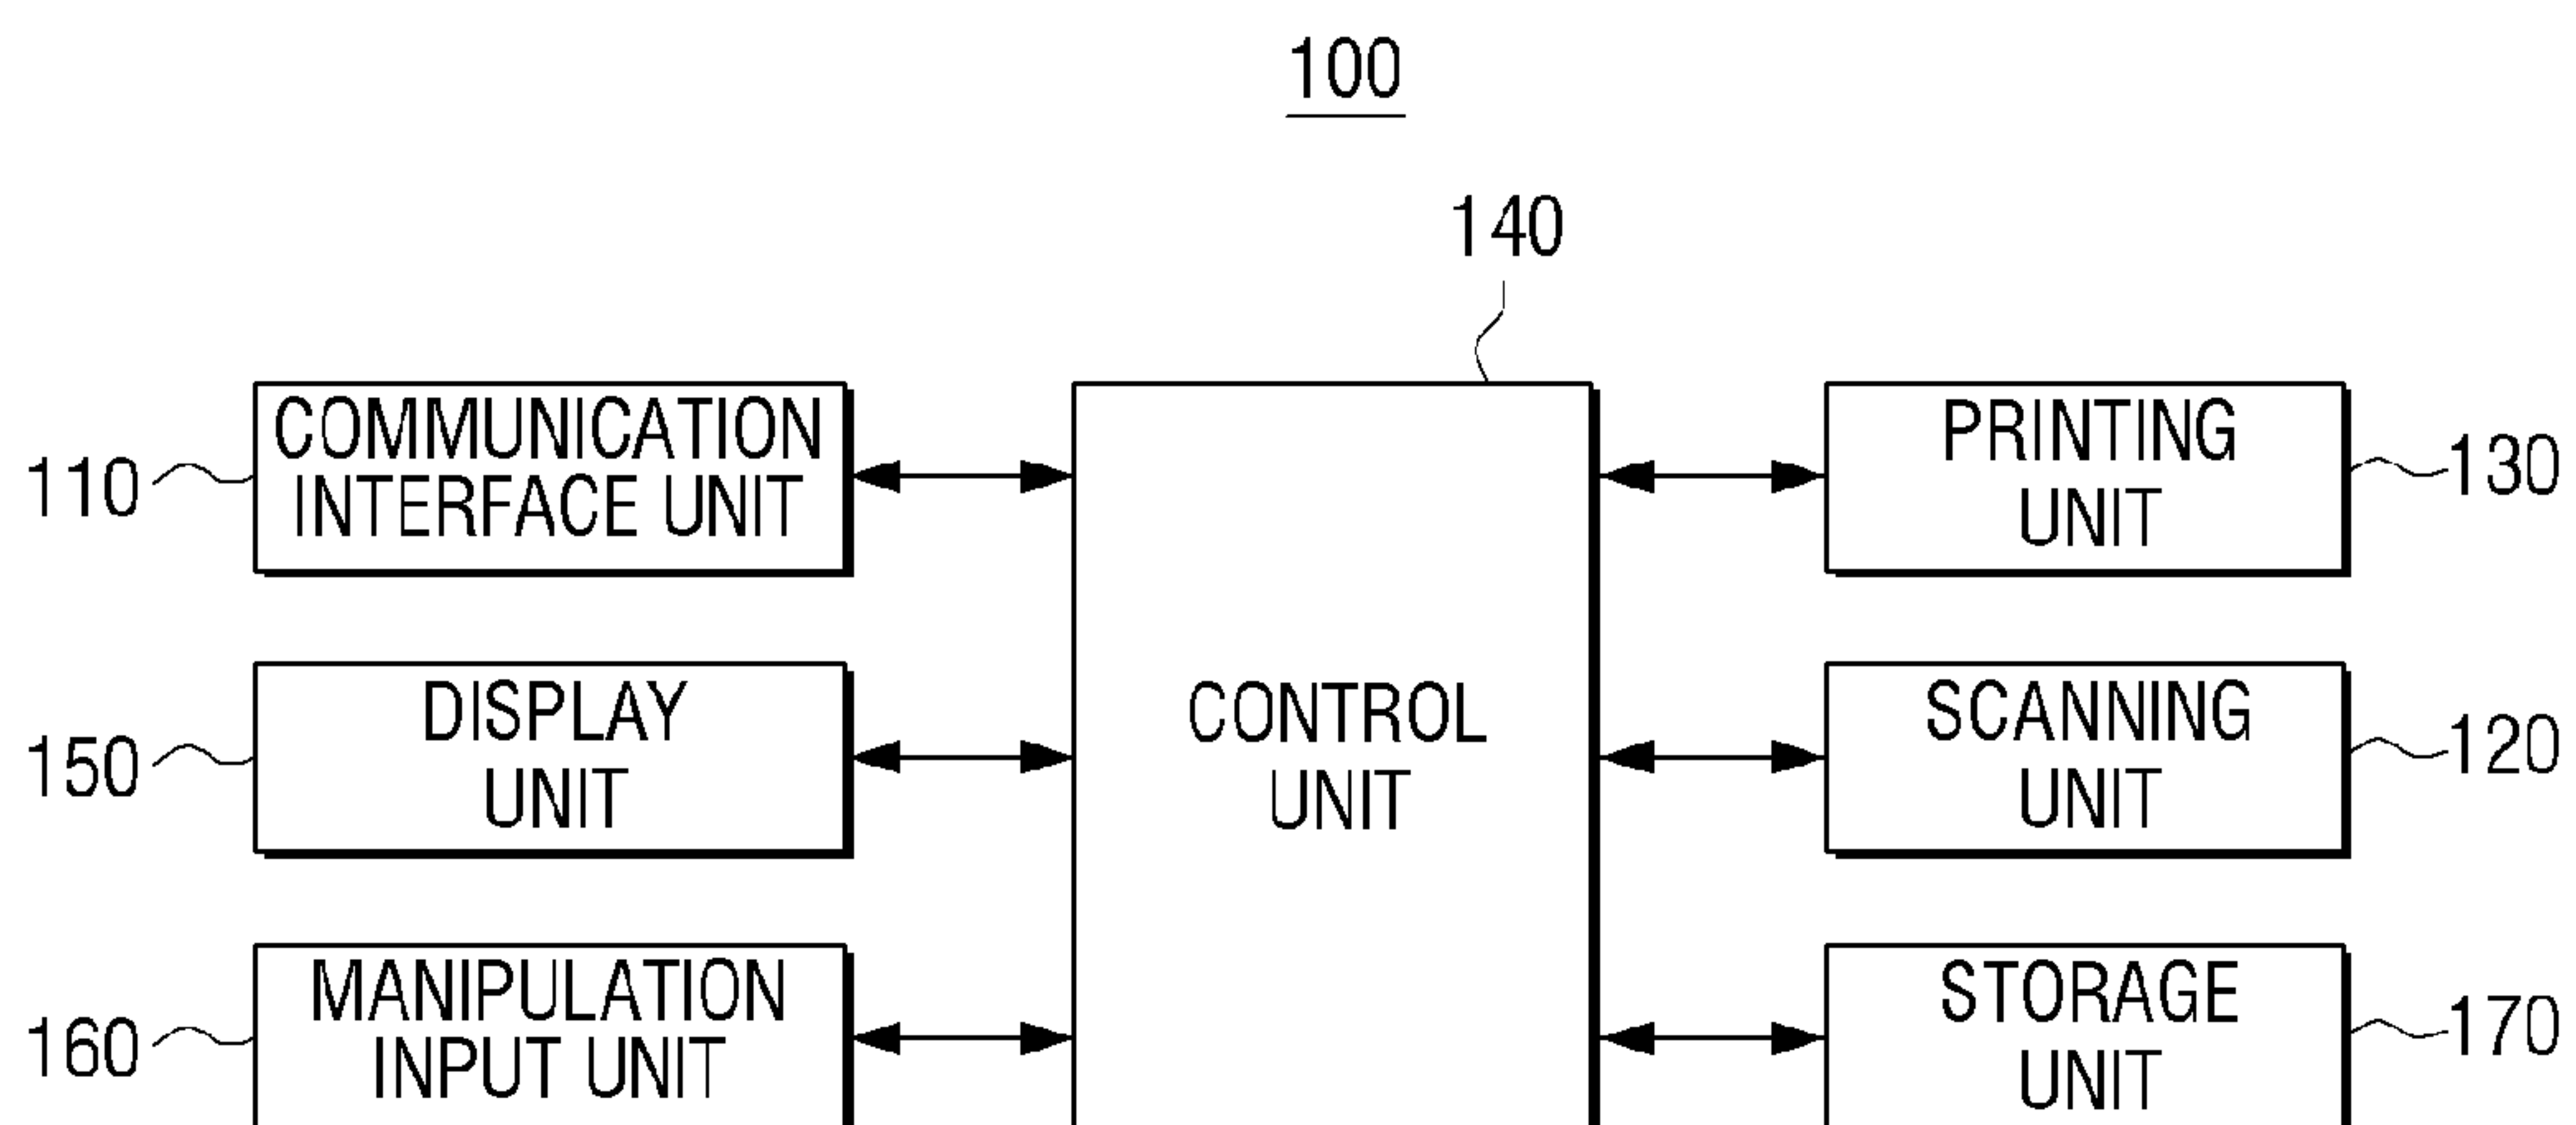 100
140
110
COMMUNICATION
INTERFACE UNIT
PRINTING
UNIT
130
150
DISPLAY
UNIT
CONTROL
UNIT
SCANNING
UNIT
120
160
MANIPULATION
INPUT UNIT
STORAGE
UNIT
170